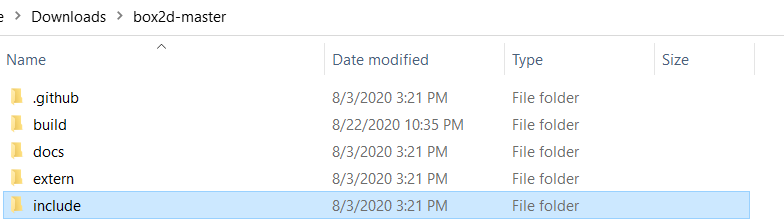 e > Downloads > box2d-master
Name Date modified Type Size
.github 8/3/2020 3:21 PM File folder
build 8/22/2020 10:35 PM File folder
docs 8/3/2020 3:21 PM File folder
extern 8/3/2020 3:21 PM File folder
include 8/3/2020 3:21 PM File folder